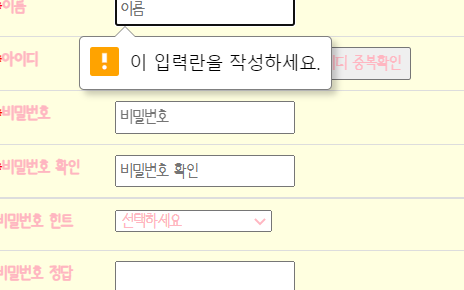 *이름 이름
*아이디
이 입력란을 작성하세요.
디 중복확인
*비밀번호 비밀번호
*비밀번호 확인 비밀번호 확인
비밀번호 힌트 선택하세요
비밀번호 정답